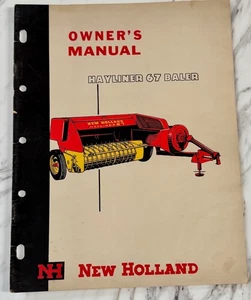 OWNER'S
MANUAL
HAYLINER 67 BALER
NEW HOLLAND
NH NEW HOLLAND